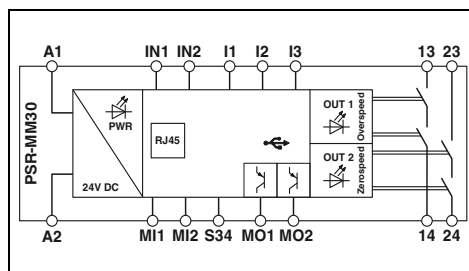 A1 IN1 IN2 I1 I2 I3 13 23
PSR-MM30
PWR
24V DC
RJ45
OUT 1
Overspeed
OUT 2
Zerospeed
A2 MI1 MI2 S34 MO1 MO2 14 24